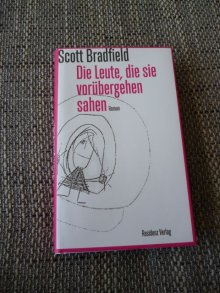 Scott Bradfield
Die Leute, die sie
vorübergehen
sahen Roman
Residenz Verlag